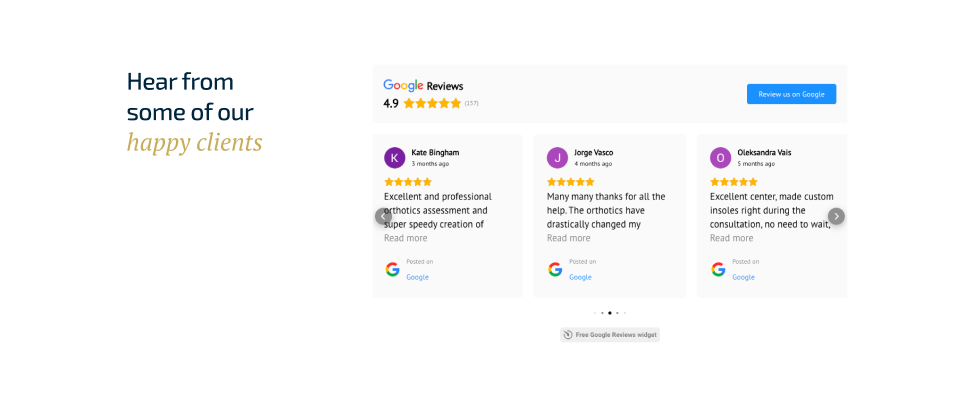 Hear from
some of our
happy clients
Google Reviews
4.9 (157)
Review us on Google
K
Kate Bingham
3 months ago
Excellent and professional
orthotics assessment and
super speedy creation of
Read more
Posted on
Google
J
Jorge Vasco
4 months ago
Many many thanks for all the
help. The orthotics have
drastically changed my
Read more
Posted on
Google
O
Oleksandra Vais
5 months ago
Excellent center, made custom
insoles right during the
consultation, no need to wait,
Read more
Posted on
Google
Free Google Reviews widget